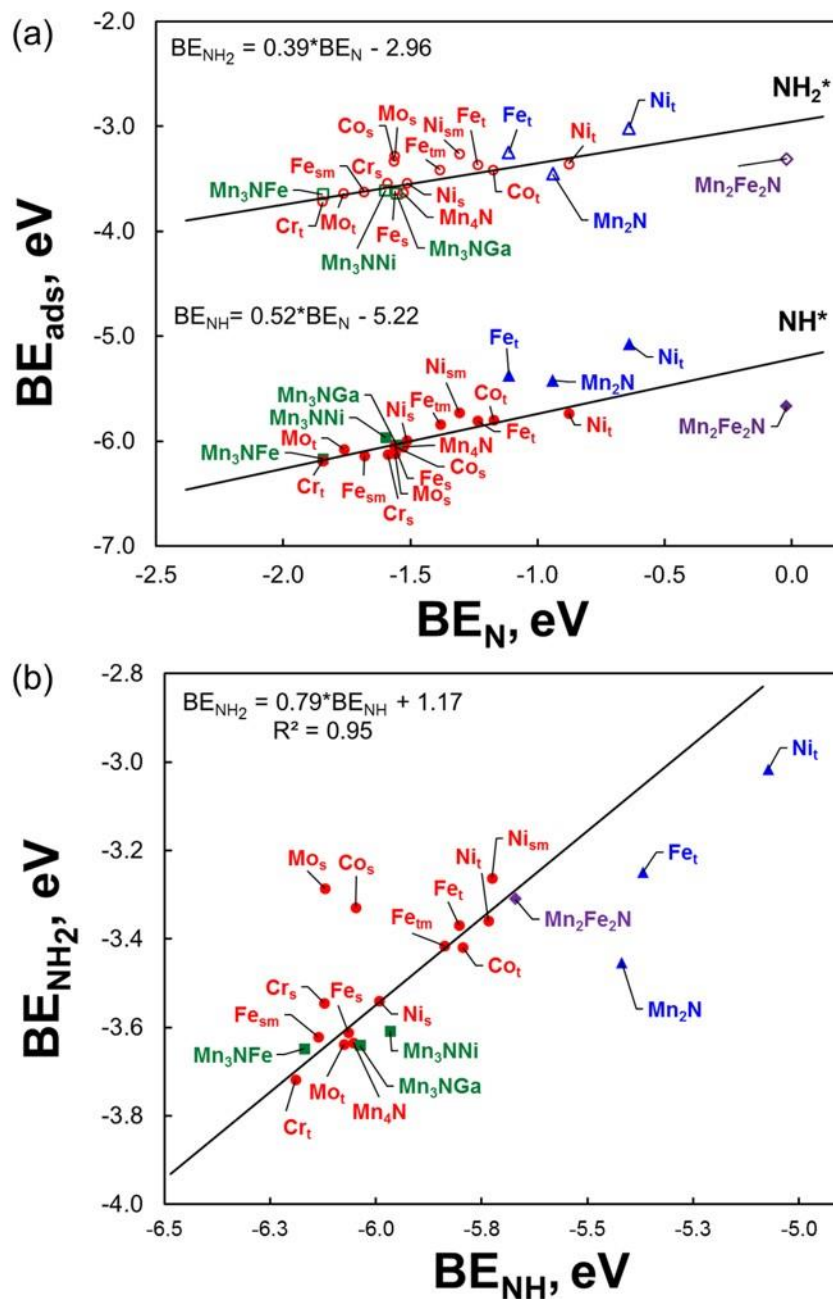 (a)
-2.0
BE_NH2 = 0.39*BE_N - 2.96
NH2*
Mo_s
Co_s
Ni_sm
Fe_t
Fe_t
Ni_t
Ni_t
-3.0
Fe_tm
Cr_s
Fe_sm
Mn3NFe
Ni_s
Co_t
Mn2Fe2N
-4.0
Cr_t
Mo_t
Fe_s
Mn4N
Mn3NGa
Mn2N
Mn3NNi
BE_ads, eV
BE_NH= 0.52*BE_N - 5.22
NH*
-5.0
Fe_t
Ni_t
Mn3NGa
Ni_sm
Mn2N
Mn3NNi
Ni_s
Fe_tm
Co_t
Mn3NFe
Mo_t
Mn4N
Fe_t
Ni_t
Mn2Fe2N
-6.0
Cr_t
Fe_sm
Fe_s
Co_s
Mo_s
Cr_s
-7.0
-2.5 -2.0 -1.5 -1.0 -0.5 0.0
BE_N, eV
(b)
-2.8
BE_NH2 = 0.79*BE_NH + 1.17
R² = 0.95
-3.0
Ni_t
-3.2
Ni_sm
Mo_s
Co_s
Ni_t
Fe_t
Fe_t
Fe_tm
Mn2Fe2N
-3.4
Co_t
Mn2N
BE_NH2, eV
Cr_s
Fe_s
Fe_sm
Ni_s
-3.6
Mn3NFe
Mn3NNi
Mo_t
Mn3NGa
Mn4N
-3.8
Cr_t
-4.0
-6.5 -6.3 -6.0 -5.8 -5.5 -5.3 -5.0
BE_NH, eV